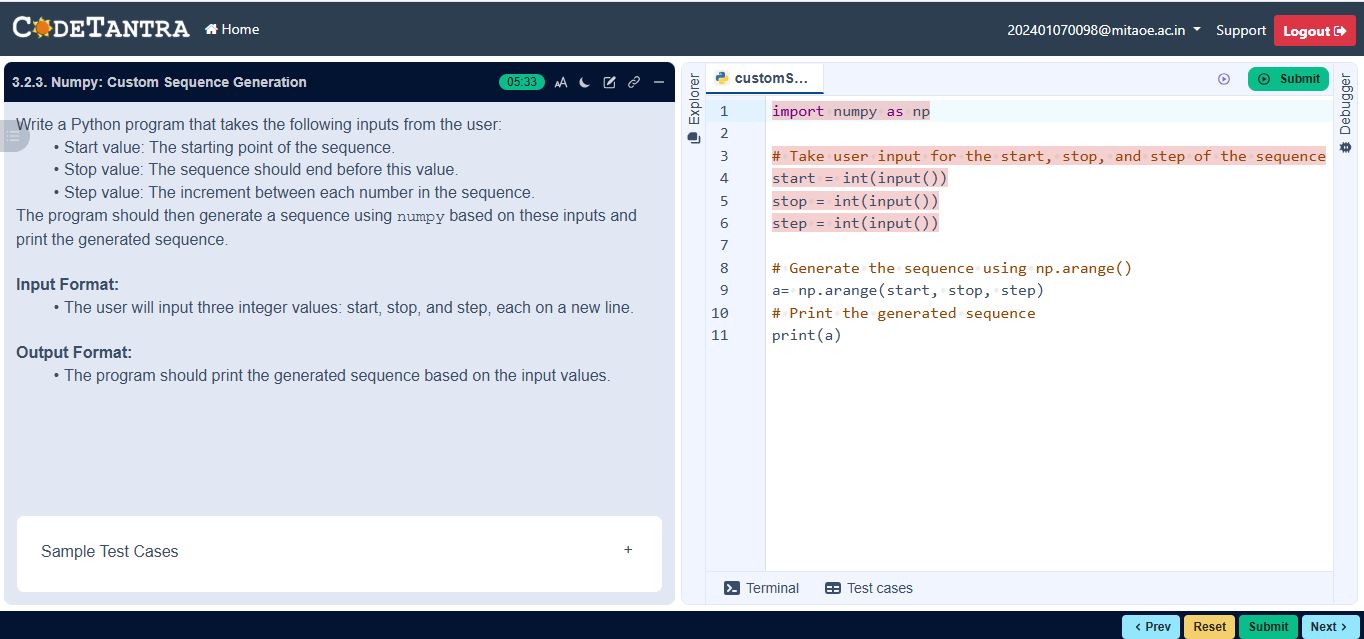 CODETANTRA Home
202401070098@mitaoe.ac.in Support Logout
3.2.3. Numpy: Custom Sequence Generation
05:33 AA
Write a Python program that takes the following inputs from the user:
• Start value: The starting point of the sequence.
• Stop value: The sequence should end before this value.
• Step value: The increment between each number in the sequence.
The program should then generate a sequence using numpy based on these inputs and
print the generated sequence.
Input Format:
• The user will input three integer values: start, stop, and step, each on a new line.
Output Format:
• The program should print the generated sequence based on the input values.
Sample Test Cases +
Explorer
customS...
Submit
Debugger
1 import numpy as np
2
3 # Take user input for the start, stop, and step of the sequence
4 start = int(input())
5 stop = int(input())
6 step = int(input())
7
8 # Generate the sequence using np.arange()
9 a= np.arange(start, stop, step)
10 # Print the generated sequence
11 print(a)
Terminal Test cases
< Prev Reset Submit Next >